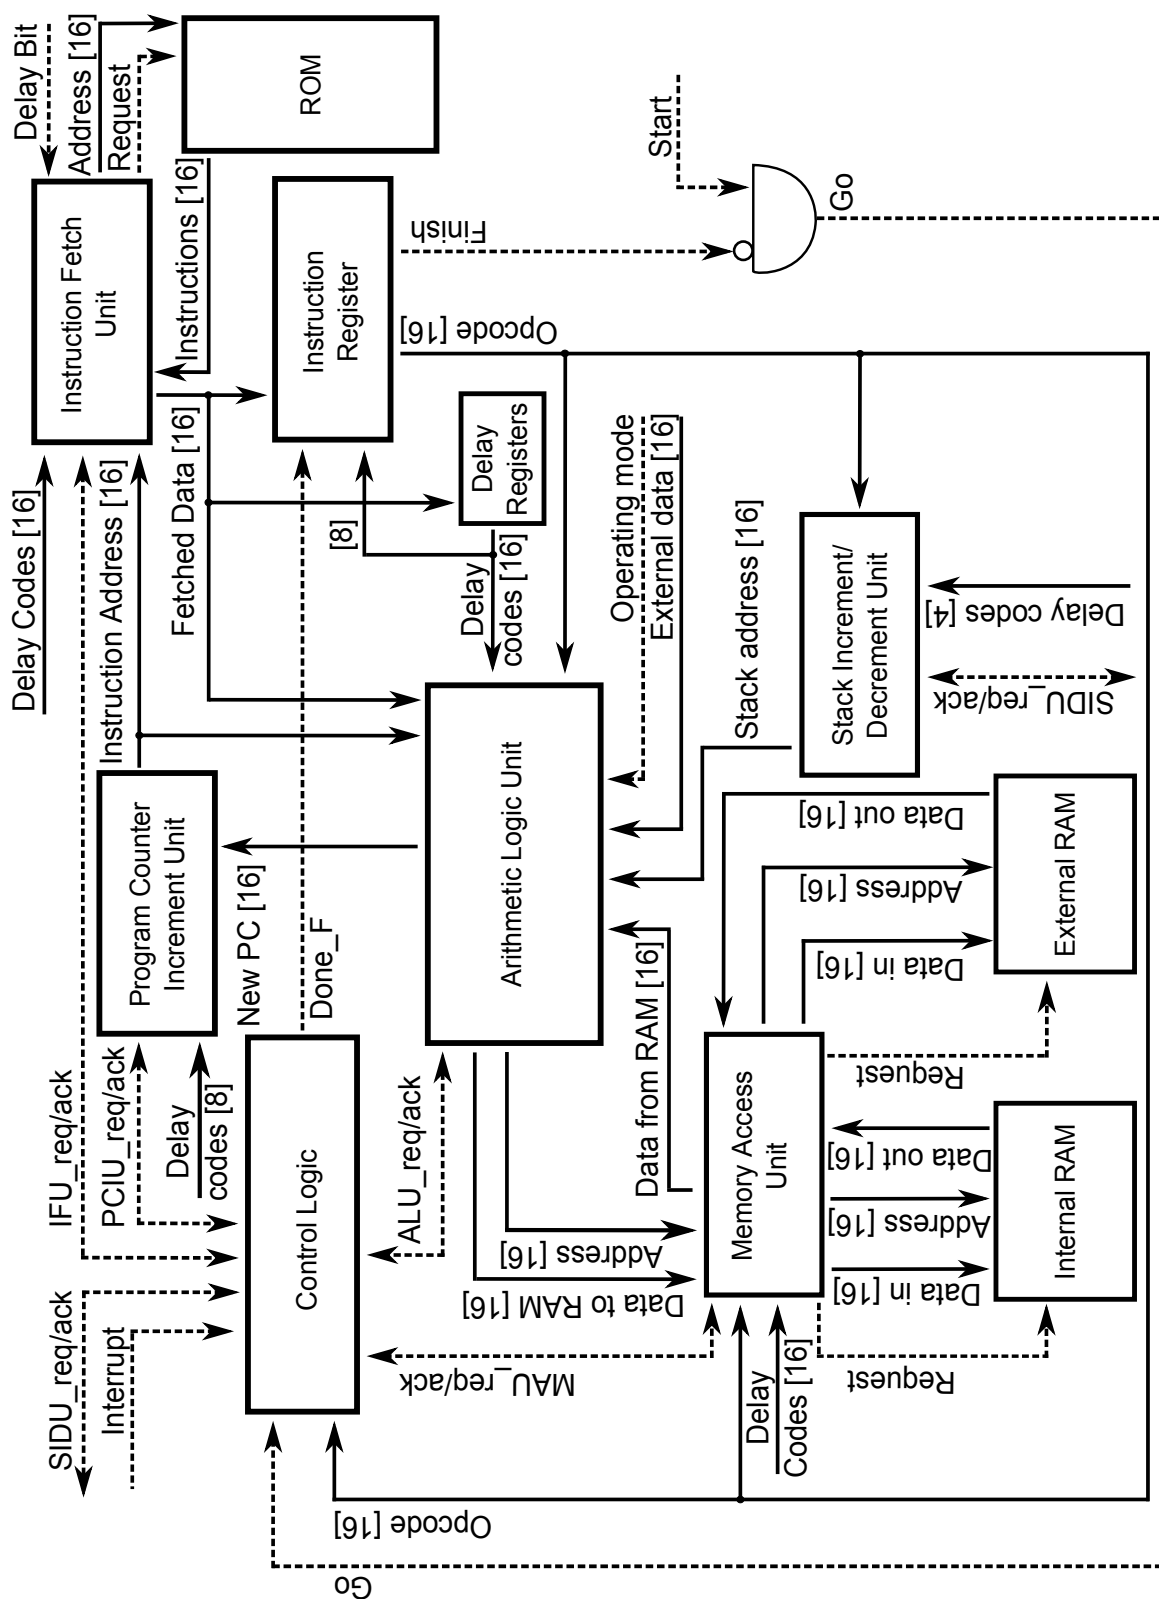 Delay Bit
Address [16]
Request
ROM
Instruction Fetch
Unit
Instructions [16]
Instruction
Register
Finish
Start
Go
Opcode [16]
Fetched Data [16]
Delay
Registers
[8]
Delay
codes [16]
Operating mode
External data [16]
Delay Codes [16]
Instruction Address [16]
Program Counter
Increment Unit
New PC [16]
Done_F
Arithmetic Logic Unit
Stack address [16]
Stack Increment/
Decrement Unit
Delay codes [4]
SIDU_req/ack
IFU_req/ack
PCIU_req/ack
Delay
codes [8]
SIDU_req/ack
Interrupt
Control Logic
ALU_req/ack
MAU_req/ack
Address [16]
Data to RAM [16]
Data from RAM [16]
Memory Access
Unit
Data out [16]
Address [16]
Data in [16]
External RAM
Request
Data out [16]
Address [16]
Data in [16]
Internal RAM
Request
Delay
Codes [16]
Opcode [16]
Go